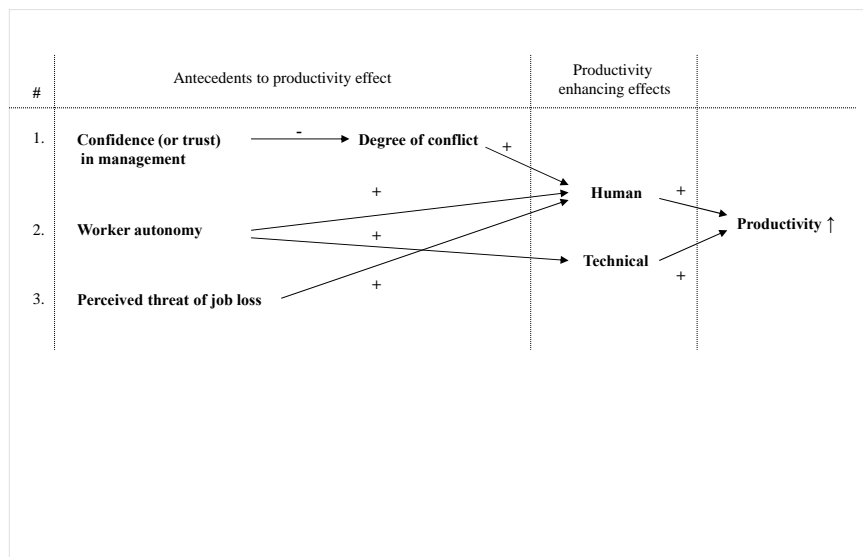 Productivity
Antecedents to productivity effect
enhancing effects
#
1.
Confidence (or trust)
in management
-
Degree of conflict
+
+
Human
+
2.
Worker autonomy
+
Productivity ↑
Technical
+
3.
Perceived threat of job loss
+